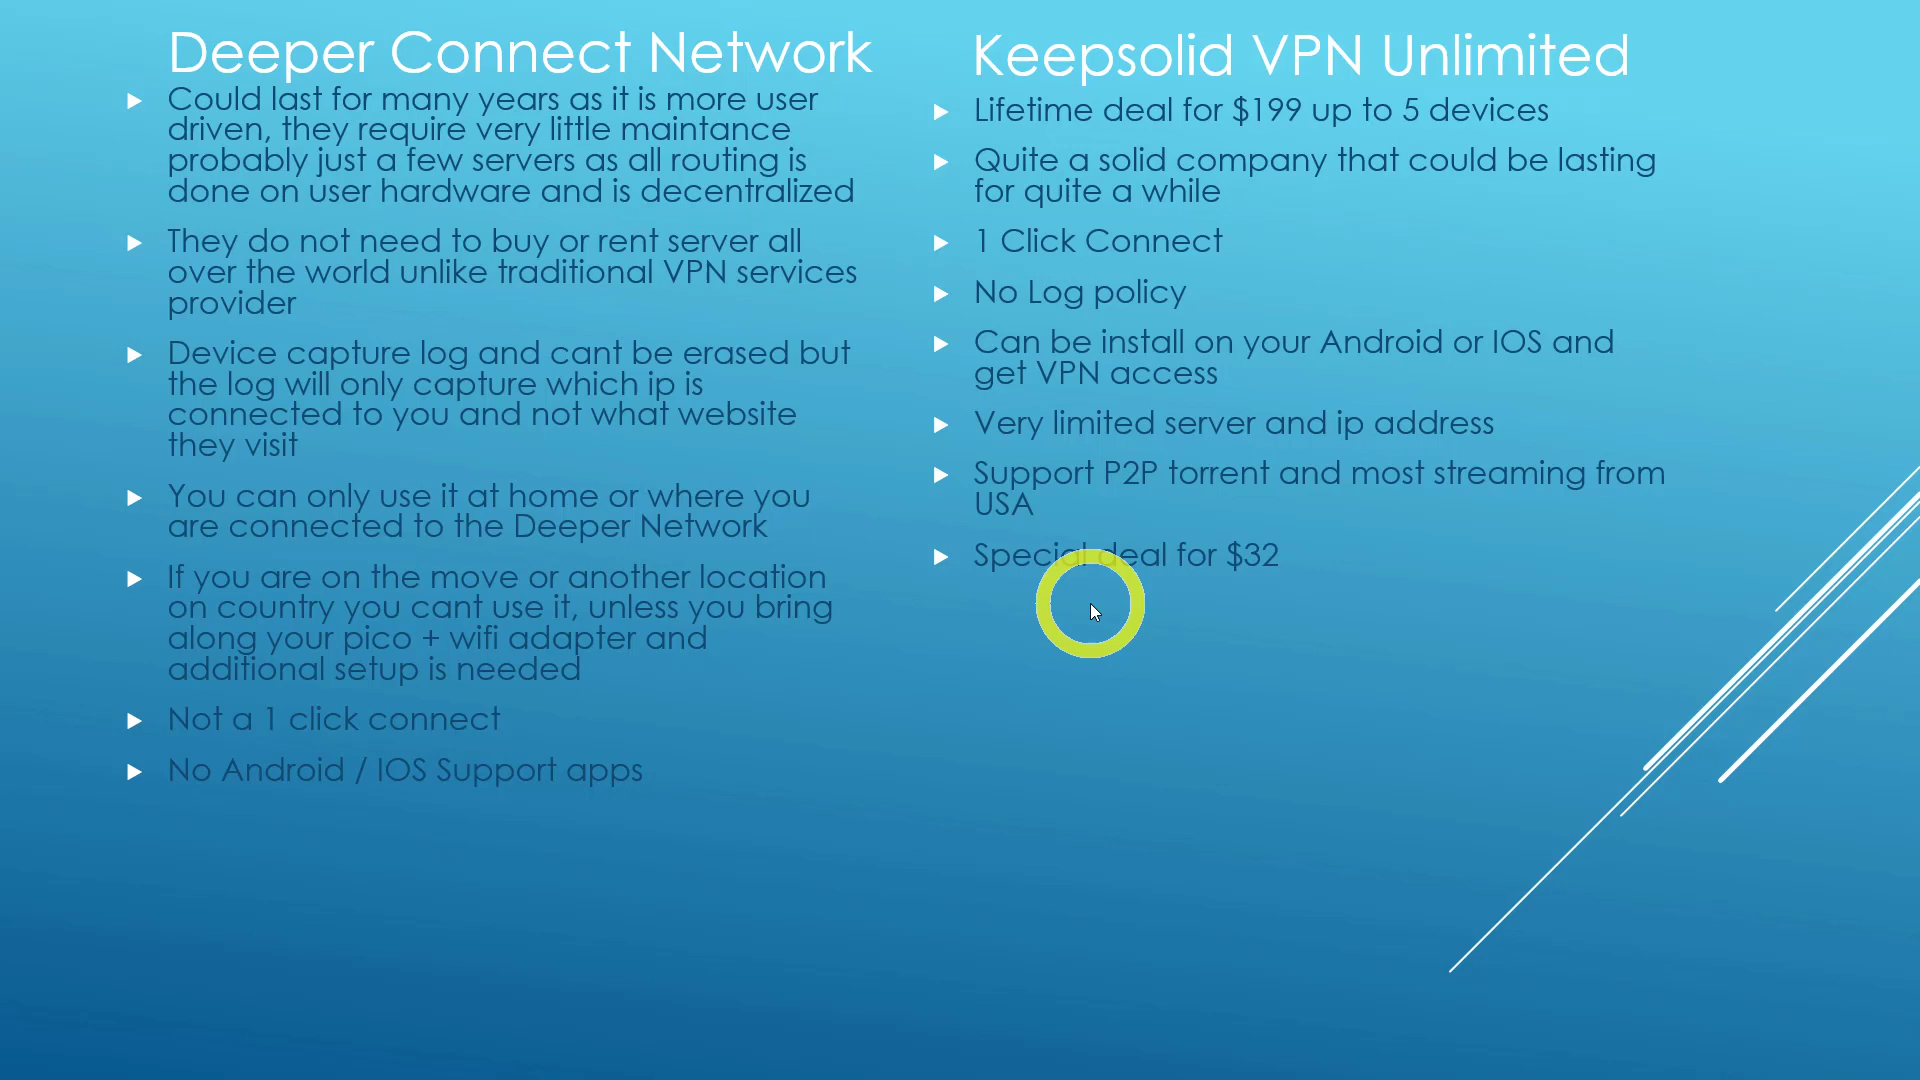 Deeper Connect Network
Could last for many years as it is more user
driven, they require very little maintance
probably just a few servers as all routing is
done on user hardware and is decentralized
They do not need to buy or rent server all
over the world unlike traditional VPN services
provider
Device capture log and cant be erased but
the log will only capture which ip is
connected to you and not what website
they visit
You can only use it at home or where you
are connected to the Deeper Network
If you are on the move or another location
on country you cant use it, unless you bring
along your pico + wifi adapter and
additional setup is needed
Not a 1 click connect
No Android / IOS Support apps
Keepsolid VPN Unlimited
Lifetime deal for $199 up to 5 devices
Quite a solid company that could be lasting
for quite a while
1 Click Connect
No Log policy
Can be install on your Android or IOS and
get VPN access
Very limited server and ip address
Support P2P torrent and most streaming from
USA
Special deal for $32